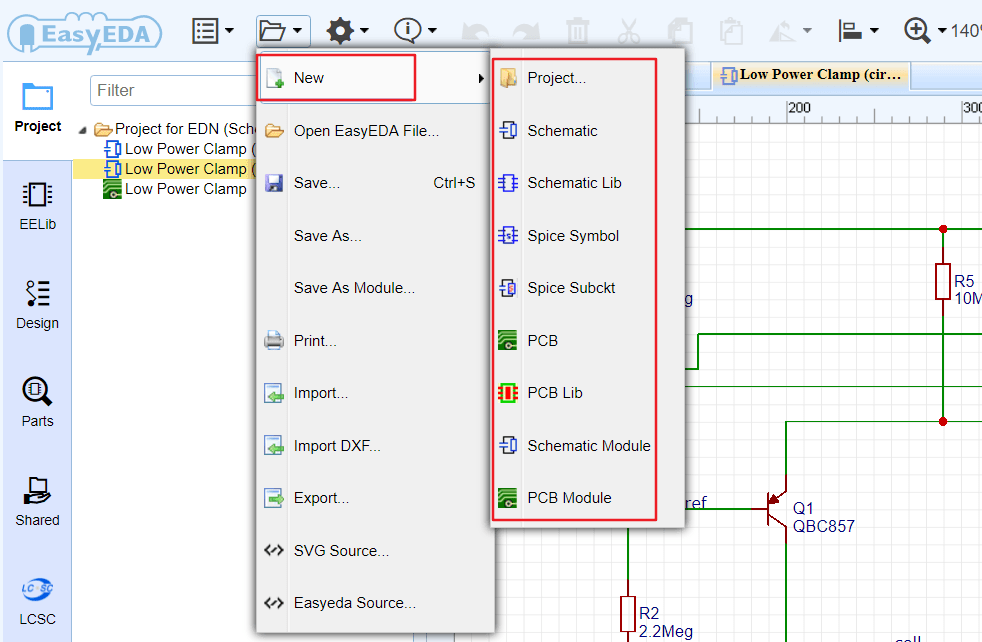 EasyEDA
140%
Project
EELib
Design
Parts
Shared
LCSC
LCSC
Filter
Project for EDN (Sch
Low Power Clamp (
Low Power Clamp (
Low Power Clamp
New
Open EasyEDA File...
Save... Ctrl+S
Save As...
Save As Module...
Print...
Import...
Import DXF...
Export...
SVG Source...
Easyeda Source...
Project...
Schematic
Schematic Lib
Spice Symbol
Spice Subckt
PCB
PCB Lib
Schematic Module
PCB Module
Low Power Clamp (cir...
200
300
R5
10M
g
ref
Q1
QBC857
R2
2.2Meg